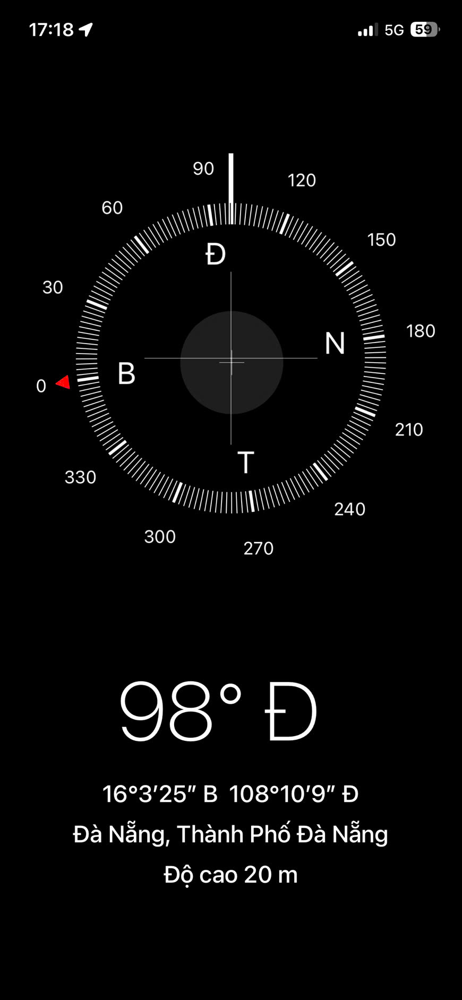 17:18 5G 59
90 120
60
150
Đ
30
180
N
B
0
210
T
330
240
300
270
98° Đ
16°3’25” B 108°10’9” Đ
Đà Nẵng, Thành Phố Đà Nẵng
Độ cao 20 m